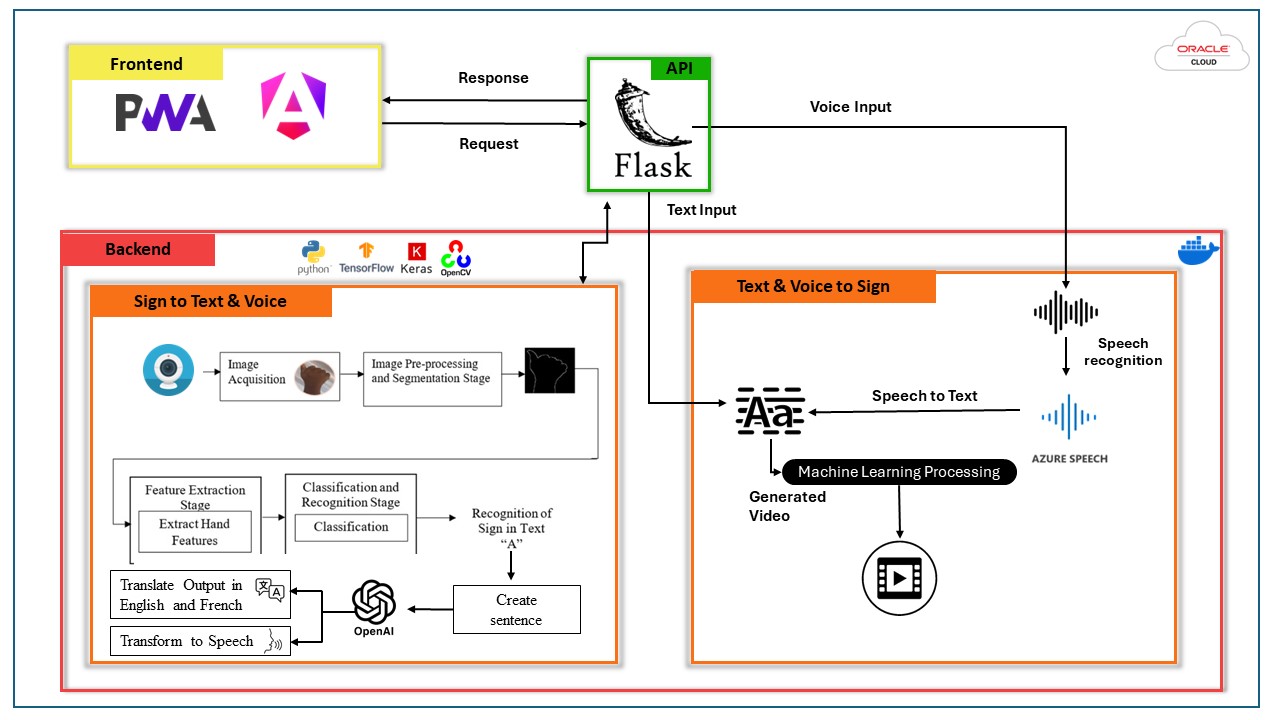 ORACLE
CLOUD
Frontend
PWA
Response
Request
API
Flask
Voice Input
Text Input
Backend
python
TensorFlow
K
Keras
OpenCV
Sign to Text & Voice
Image
Acquisition
Image Pre-processing
and Segmentation Stage
Feature Extraction
Stage
Extract Hand
Features
Classification and
Recognition Stage
Classification
Recognition of
Sign in Text
“A”
Create
sentence
OpenAI
Translate Output in
English and French
文A
Transform to Speech
Text & Voice to Sign
Speech
recognition
Speech to Text
Aa
AZURE SPEECH
Machine Learning Processing
Generated
Video